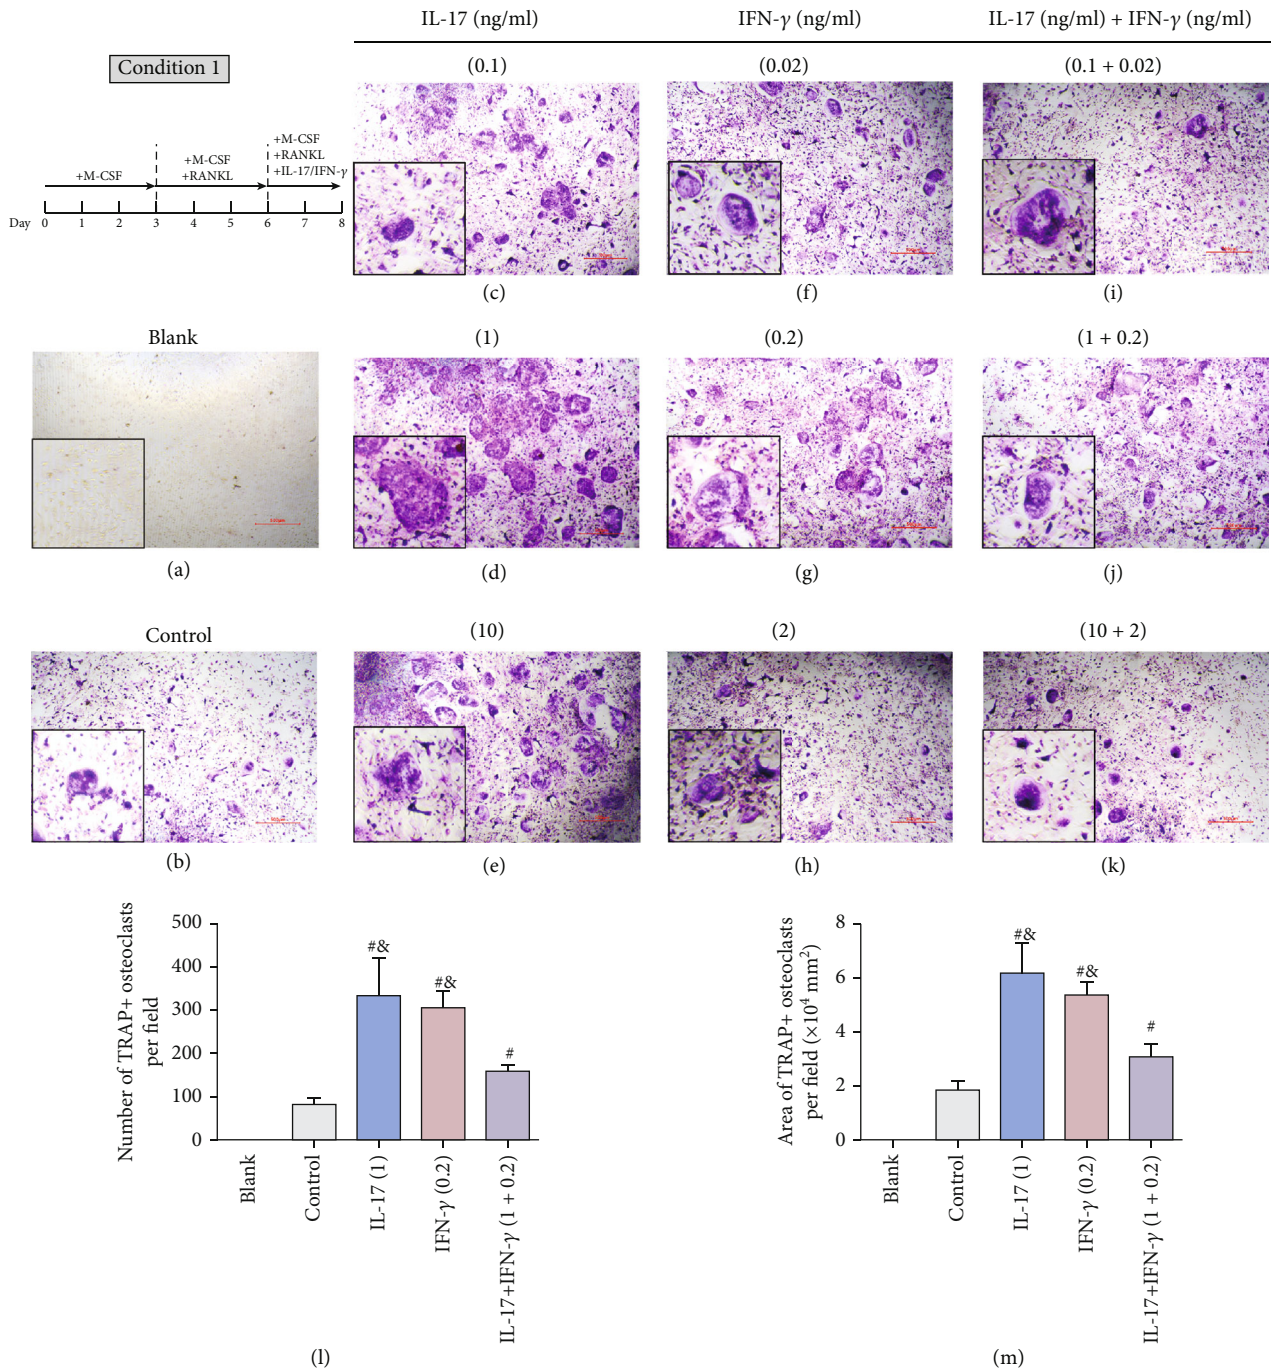 IL-17 (ng/ml)
IFN-γ (ng/ml)
IL-17 (ng/ml) + IFN-γ (ng/ml)
Condition 1
(0.1)
(0.02)
(0.1 + 0.02)
+M-CSF
+M-CSF
+RANKL
+M-CSF
+RANKL
+IL-17/IFN-γ
Day 0 1 2 3 4 5 6 7 8
(c)
(f)
(i)
Blank
(1)
(0.2)
(1 + 0.2)
(a)
(d)
(g)
(j)
Control
(10)
(2)
(10 + 2)
(b)
(e)
(h)
(k)
Number of TRAP+ osteoclasts
per field
500
400
300
200
100
0
#&
#&
#
Blank
Control
IL-17 (1)
IFN-γ (0.2)
IL-17+IFN-γ (1 + 0.2)
(l)
Area of TRAP+ osteoclasts
per field (×10⁴ mm²)
8
6
4
2
0
#&
#&
#
Blank
Control
IL-17 (1)
IFN-γ (0.2)
IL-17+IFN-γ (1 + 0.2)
(m)